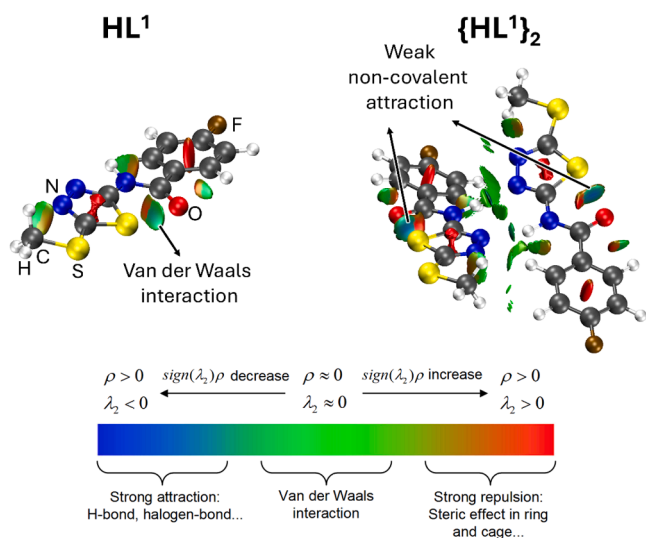 HL¹
{HL¹}₂
Weak
non-covalent
attraction
F
N
O
H
C
S
Van der Waals
interaction
ρ > 0
sign(λ₂)ρ decrease
ρ ≈ 0
sign(λ₂)ρ increase
ρ > 0
λ₂ < 0
λ₂ ≈ 0
λ₂ > 0
Strong attraction:
H-bond, halogen-bond...
Van der Waals
interaction
Strong repulsion:
Steric effect in ring
and cage...